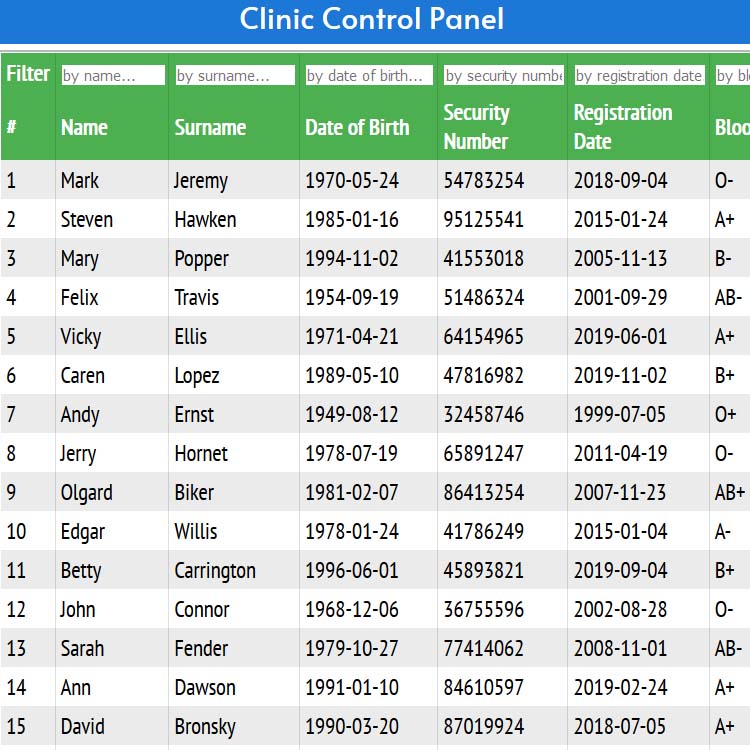 Clinic Control Panel
Filter by name... by surname... by date of birth... by security numbe by registration date by bl
# Name Surname Date of Birth Security Number Registration Date Bloo
1 Mark Jeremy 1970-05-24 54783254 2018-09-04 O-
2 Steven Hawken 1985-01-16 95125541 2015-01-24 A+
3 Mary Popper 1994-11-02 41553018 2005-11-13 B-
4 Felix Travis 1954-09-19 51486324 2001-09-29 AB-
5 Vicky Ellis 1971-04-21 64154965 2019-06-01 A+
6 Caren Lopez 1989-05-10 47816982 2019-11-02 B+
7 Andy Ernst 1949-08-12 32458746 1999-07-05 O+
8 Jerry Hornet 1978-07-19 65891247 2011-04-19 O-
9 Olgard Biker 1981-02-07 86413254 2007-11-23 AB+
10 Edgar Willis 1978-01-24 41786249 2015-01-04 A-
11 Betty Carrington 1996-06-01 45893821 2019-09-04 B+
12 John Connor 1968-12-06 36755596 2002-08-28 O-
13 Sarah Fender 1979-10-27 77414062 2008-11-01 AB-
14 Ann Dawson 1991-01-10 84610597 2019-02-24 A+
15 David Bronsky 1990-03-20 87019924 2018-07-05 A+